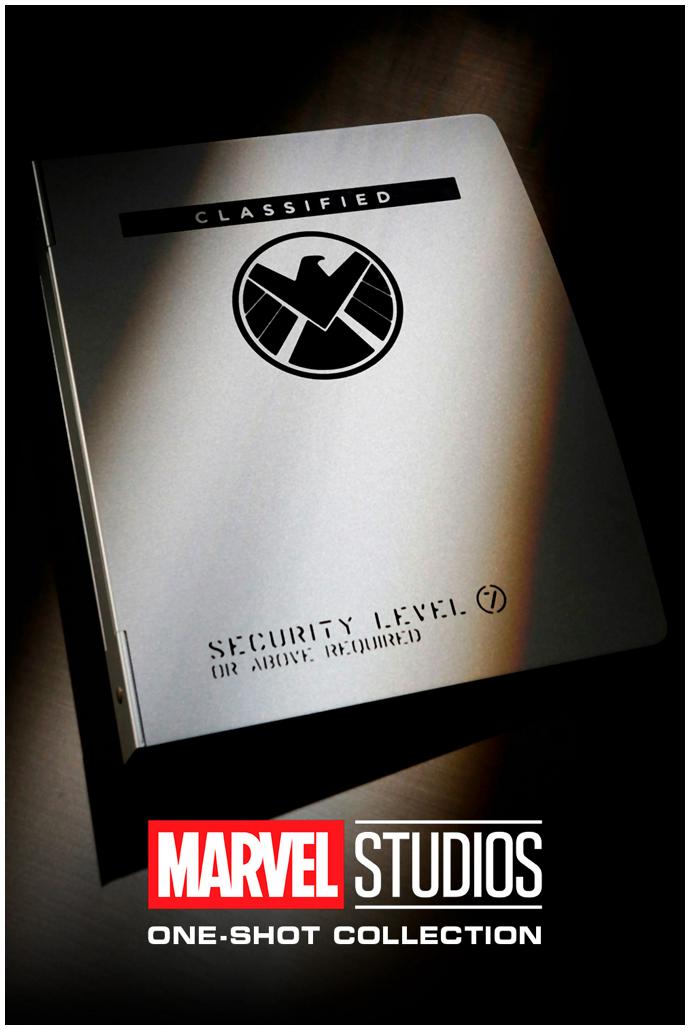 CLASSIFIED
SECURITY LEVEL 7
OR ABOVE REQUIRED
MARVEL STUDIOS
ONE-SHOT COLLECTION